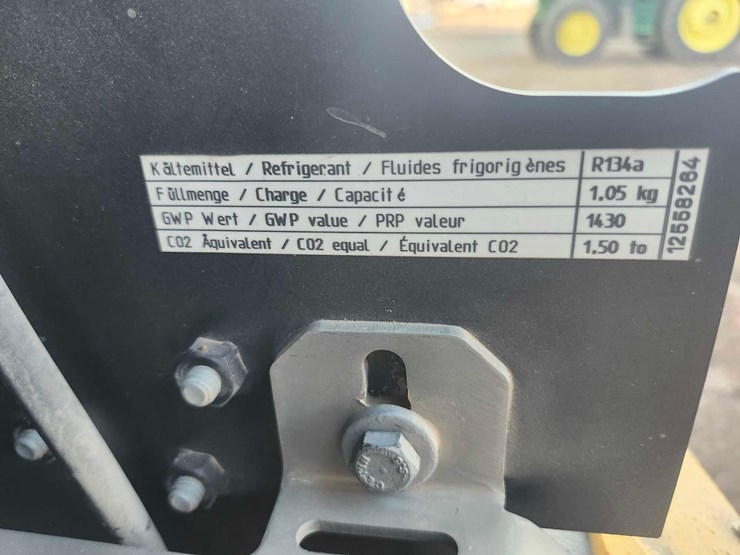 Kältemittel / Refrigerant / Fluides frigorigènes R134a
Füllmenge / Charge / Capacité 1.05 kg
GWP Wert / GWP value / PRP valeur 1430
CO2 Äquivalent / CO2 equal / Équivalent CO2 1.50 to
12558264